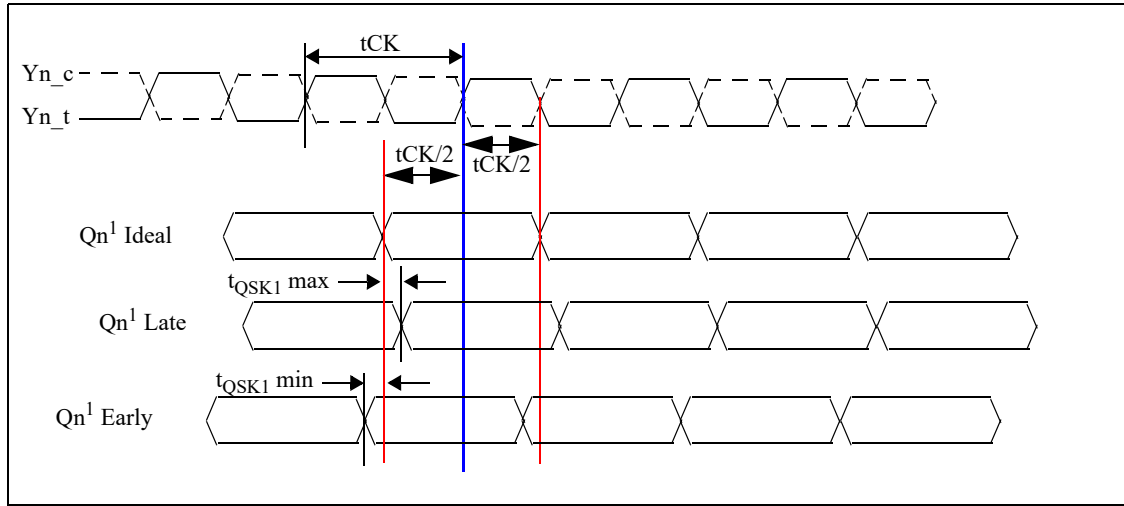 tCK
Yn_c
Yn_t
tCK/2
tCK/2
Qn1 Ideal
tQSK1 max
Qn1 Late
tQSK1 min
Qn1 Early